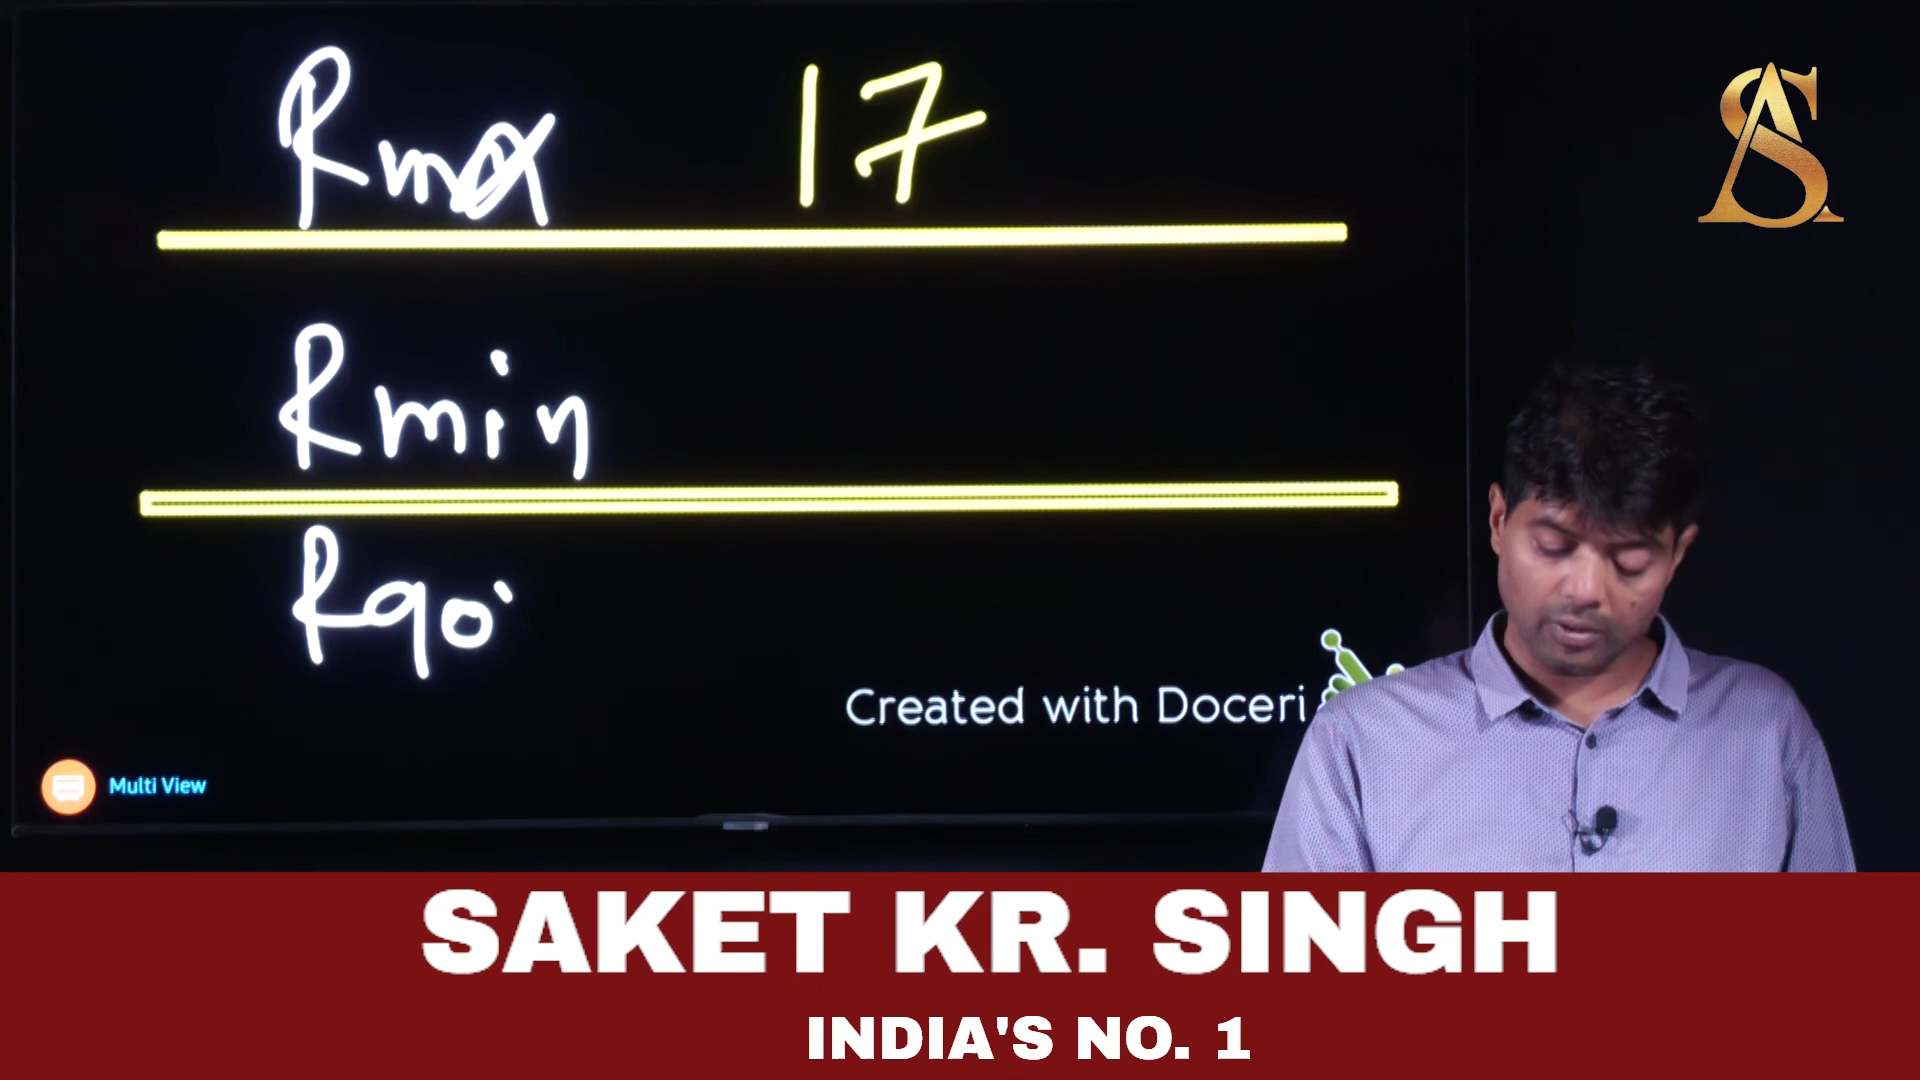 Rmax 17
Rmin
R90°
Created with Doceri
Multi View
SAKET KR. SINGH
INDIA'S NO. 1